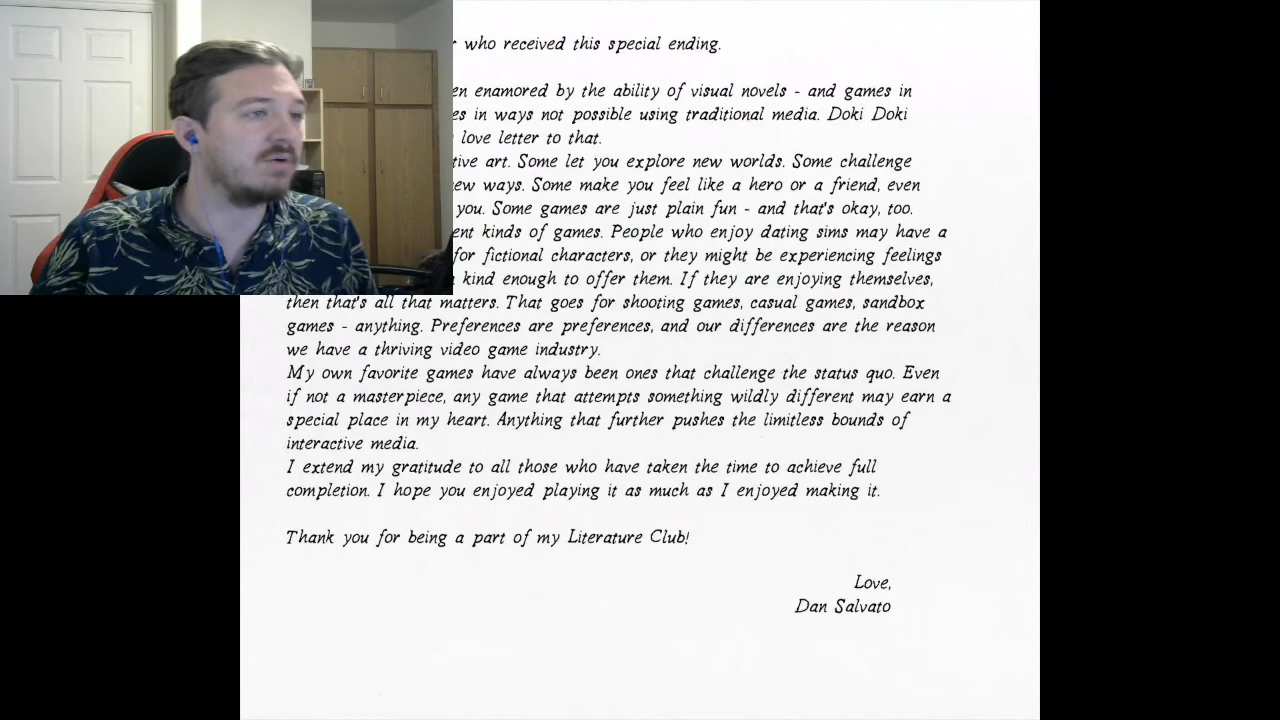 who received this special ending.
enamored by the ability of visual novels - and games in
in ways not possible using traditional media. Doki Doki
love letter to that.
art. Some let you explore new worlds. Some challenge
ways. Some make you feel like a hero or a friend, even
you. Some games are just plain fun - and that's okay, too.
kinds of games. People who enjoy dating sims may have a
for fictional characters, or they might be experiencing feelings
kind enough to offer them. If they are enjoying themselves,
then that's all that matters. That goes for shooting games, casual games, sandbox
games - anything. Preferences are preferences, and our differences are the reason
we have a thriving video game industry.
My own favorite games have always been ones that challenge the status quo. Even
if not a masterpiece, any game that attempts something wildly different may earn a
special place in my heart. Anything that further pushes the limitless bounds of
interactive media.
I extend my gratitude to all those who have taken the time to achieve full
completion. I hope you enjoyed playing it as much as I enjoyed making it.
Thank you for being a part of my Literature Club!
Love,
Dan Salvato